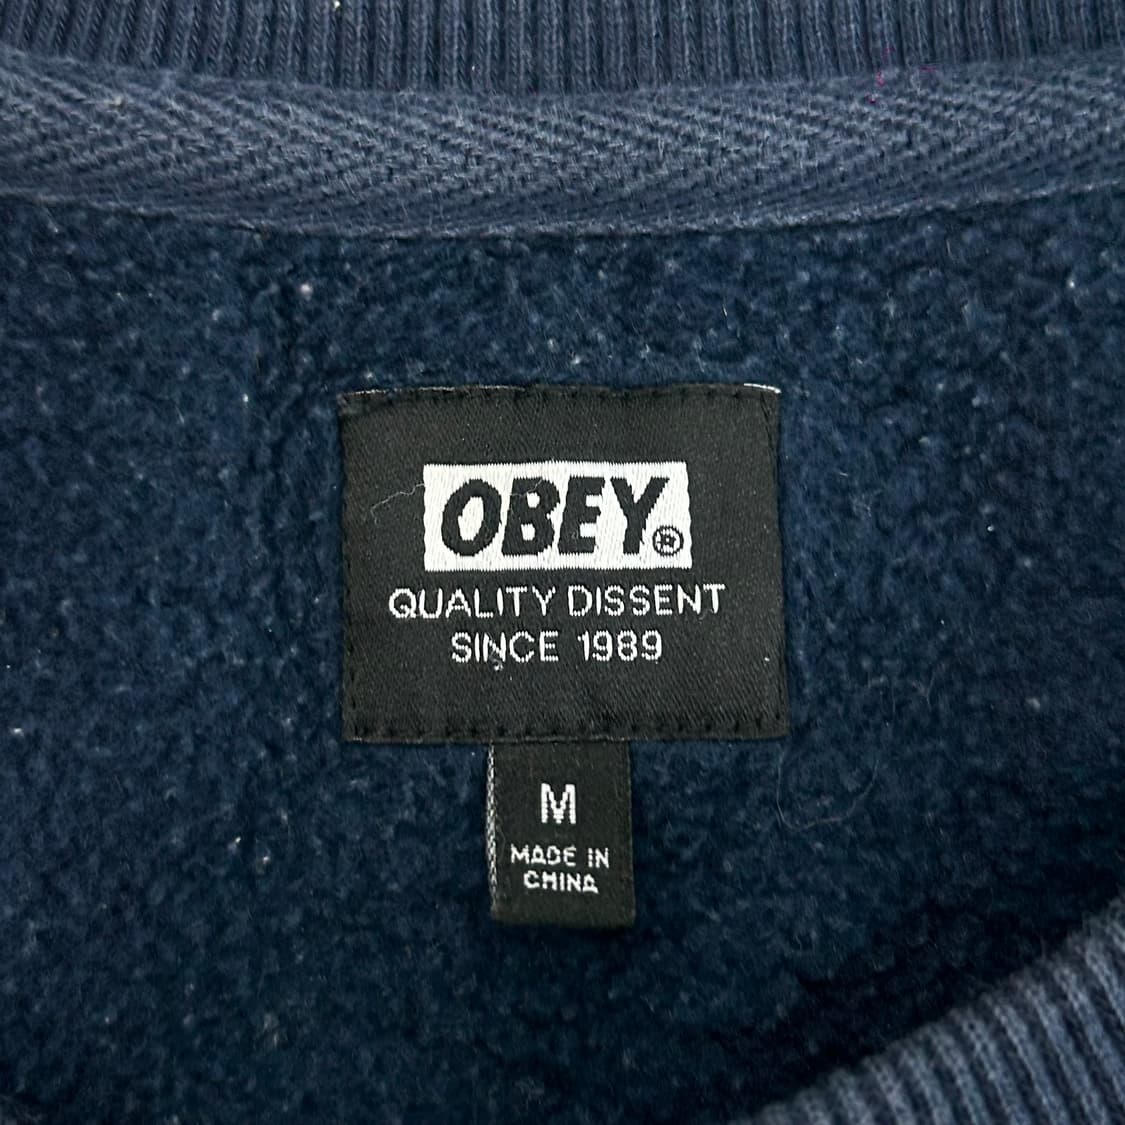 OBEY®
QUALITY DISSENT
SINCE 1989
M
MADE IN
CHINA